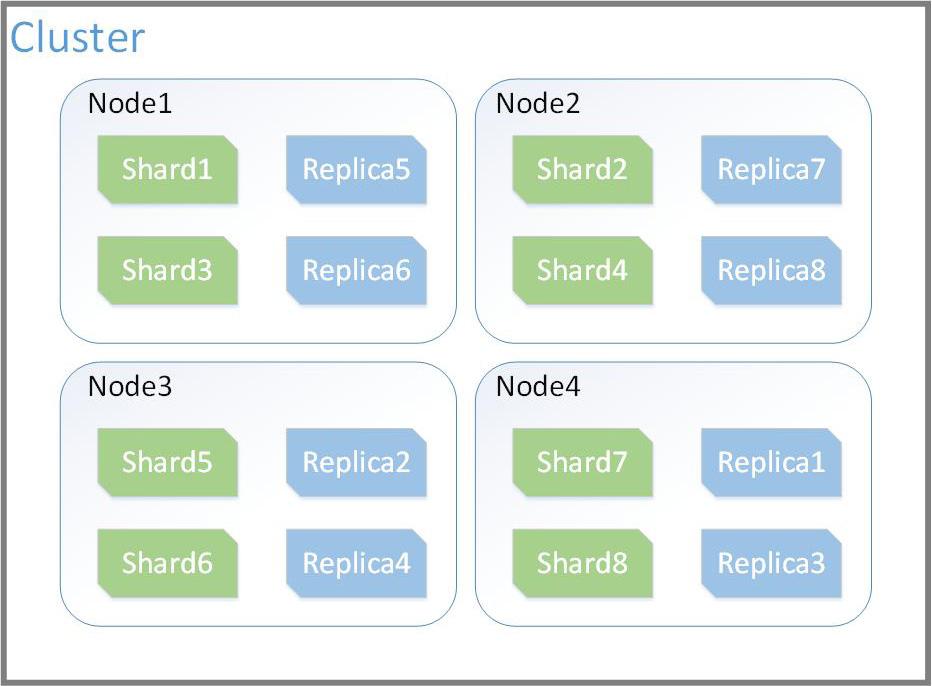 Cluster
Node1
Shard1
Replica5
Shard3
Replica6
Node2
Shard2
Replica7
Shard4
Replica8
Node3
Shard5
Replica2
Shard6
Replica4
Node4
Shard7
Replica1
Shard8
Replica3